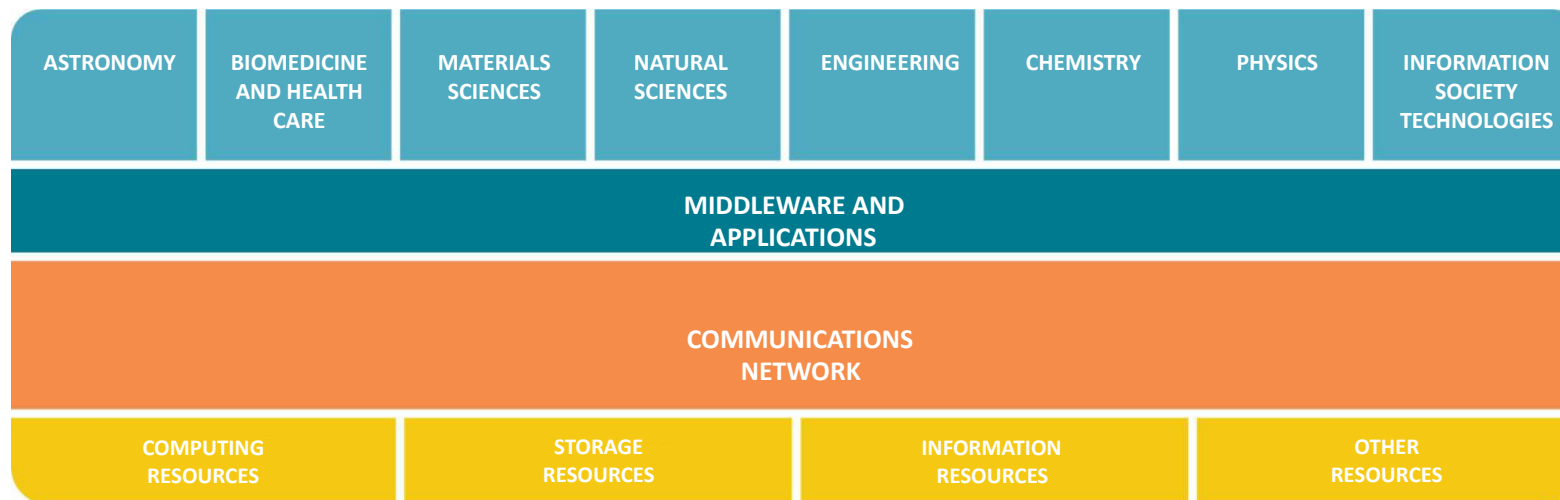 ASTRONOMY
BIOMEDICINE
AND HEALTH
CARE
MATERIALS
SCIENCES
NATURAL
SCIENCES
ENGINEERING
CHEMISTRY
PHYSICS
INFORMATION
SOCIETY
TECHNOLOGIES
MIDDLEWARE AND
APPLICATIONS
COMMUNICATIONS
NETWORK
COMPUTING
RESOURCES
STORAGE
RESOURCES
INFORMATION
RESOURCES
OTHER
RESOURCES